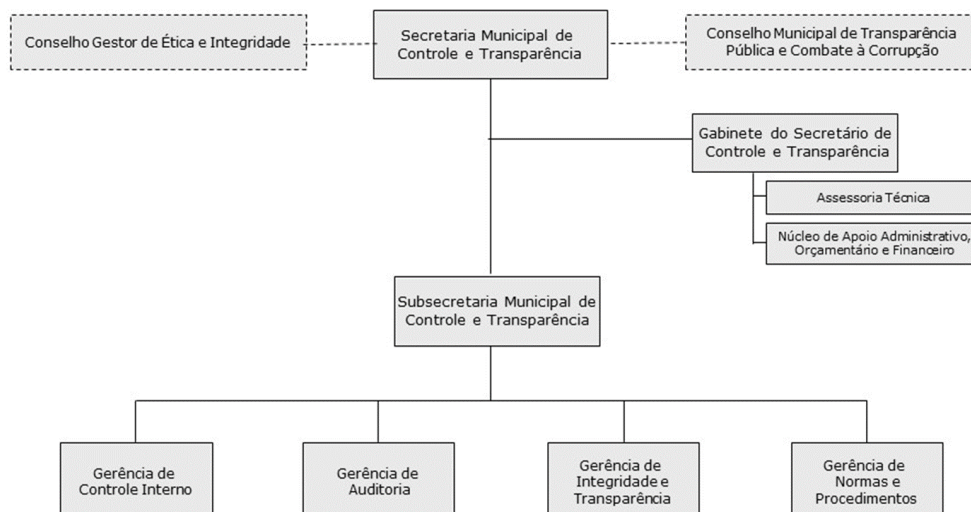 Conselho Gestor de Ética e Integridade
Secretaria Municipal de
Controle e Transparência
Conselho Municipal de Transparência
Pública e Combate à Corrupção
Gabinete do Secretário de
Controle e Transparência
Assessoria Técnica
Núcleo de Apoio Administrativo,
Orçamentário e Financeiro
Subsecretaria Municipal de
Controle e Transparência
Gerência de
Controle Interno
Gerência de
Auditoria
Gerência de
Integridade e
Transparência
Gerência de
Normas e
Procedimentos